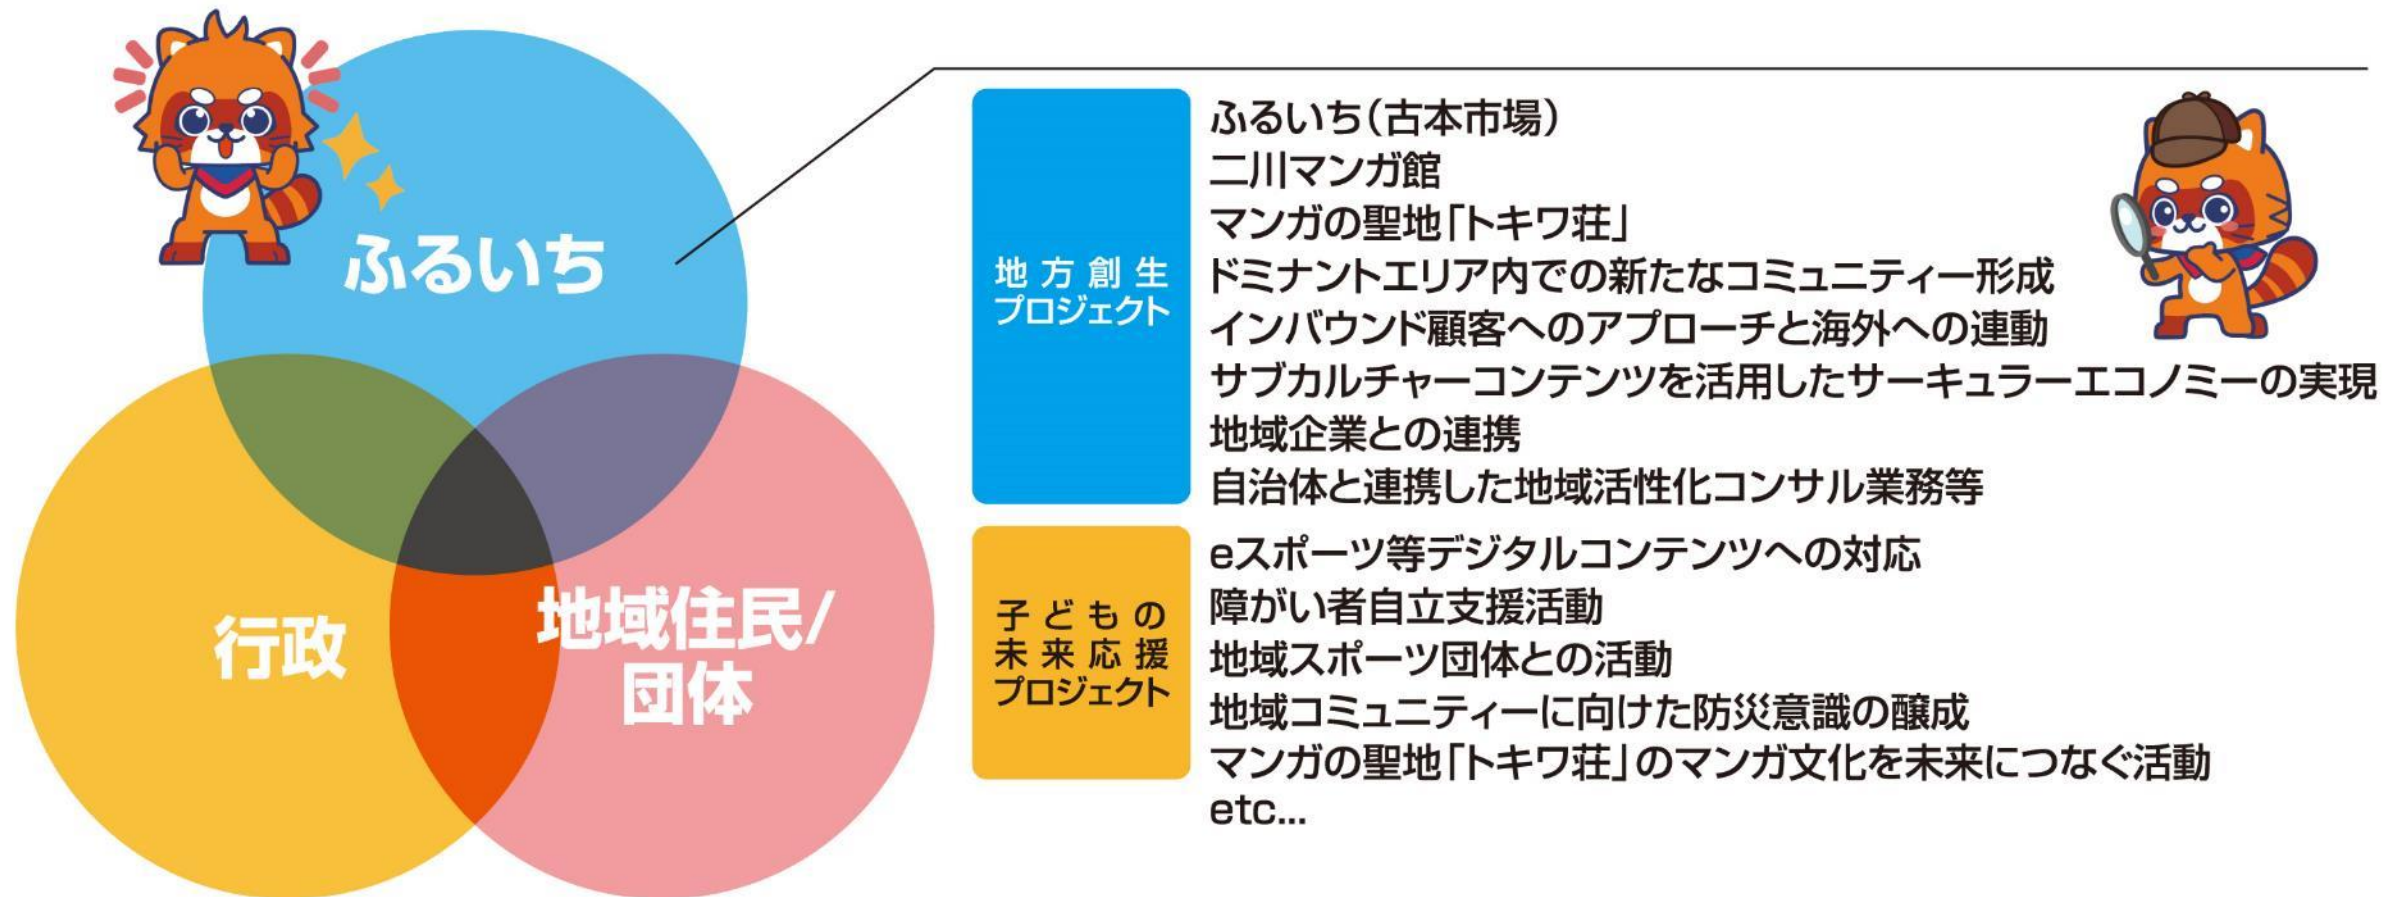 ふるいち
行政
地域住民/
団体
地方創生
プロジェクト
ふるいち（古本市場）
二川マンガ館
マンガの聖地「トキワ荘」
ドミナントエリア内での新たなコミュニティー形成
インバウンド顧客へのアプローチと海外への連動
サブカルチャーコンテンツを活用したサーキュラーエコノミーの実現
地域企業との連携
自治体と連携した地域活性化コンサル業務等
子どもの
未来応援
プロジェクト
eスポーツ等デジタルコンテンツへの対応
障がい者自立支援活動
地域スポーツ団体との活動
地域コミュニティーに向けた防災意識の醸成
マンガの聖地「トキワ荘」のマンガ文化を未来につなぐ活動
etc...